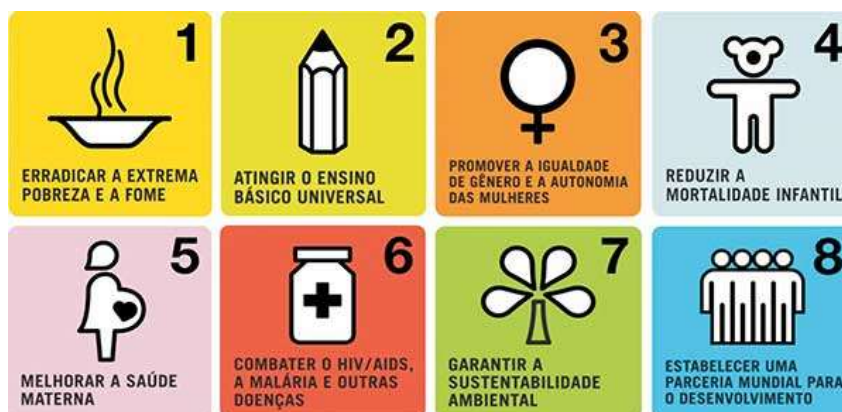 1
ERRADICAR A EXTREMA
POBREZA E A FOME
2
ATINGIR O ENSINO
BÁSICO UNIVERSAL
3
PROMOVER A IGUALDADE
DE GÊNERO E A AUTONOMIA
DAS MULHERES
4
REDUZIR A
MORTALIDADE INFANTIL
5
MELHORAR A SAÚDE
MATERNA
6
COMBATER O HIV/AIDS,
A MALÁRIA E OUTRAS
DOENÇAS
7
GARANTIR A
SUSTENTABILIDADE
AMBIENTAL
8
ESTABELECER UMA
PARCERIA MUNDIAL PARA
O DESENVOLVIMENTO